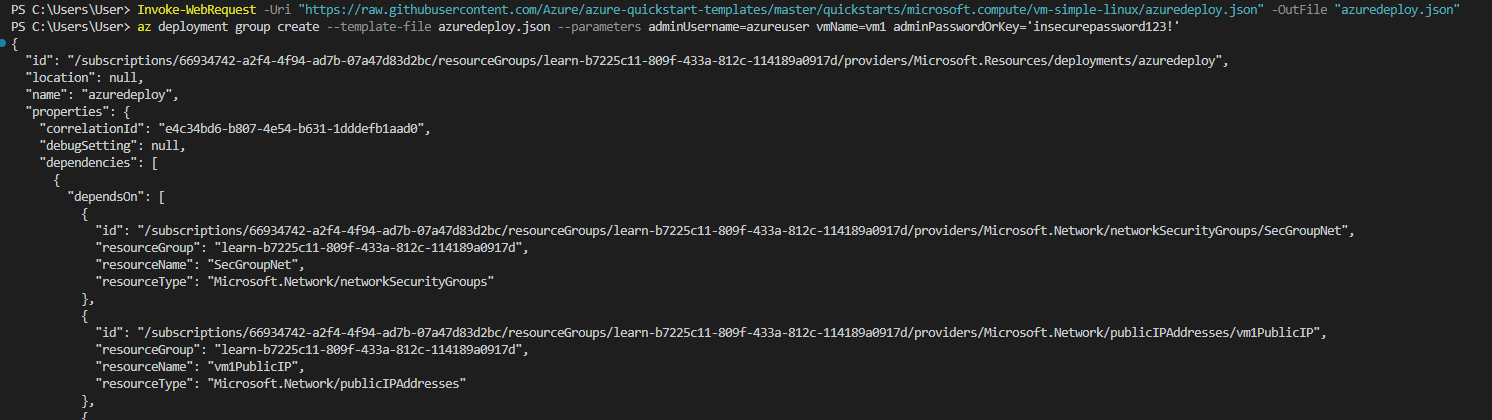 PS C:\Users\User> Invoke-WebRequest -Uri "https://raw.githubusercontent.com/Azure/azure-quickstart-templates/master/quickstarts/microsoft.compute/vm-simple-linux/azuredeploy.json" -OutFile "azuredeploy.json"
PS C:\Users\User> az deployment group create --template-file azuredeploy.json --parameters adminUsername=azureuser vmName=vm1 adminPasswordOrKey='insecurepassword123!'
{
  "id": "/subscriptions/66934742-a2f4-4f94-ad7b-07a47d83d2bc/resourceGroups/learn-b7225c11-809f-433a-812c-114189a0917d/providers/Microsoft.Resources/deployments/azuredeploy",
  "location": null,
  "name": "azuredeploy",
  "properties": {
    "correlationId": "e4c34bd6-b807-4e54-b631-1dddefb1aad0",
    "debugSetting": null,
    "dependencies": [
      {
        "dependsOn": [
          {
            "id": "/subscriptions/66934742-a2f4-4f94-ad7b-07a47d83d2bc/resourceGroups/learn-b7225c11-809f-433a-812c-114189a0917d/providers/Microsoft.Network/networkSecurityGroups/SecGroupNet",
            "resourceGroup": "learn-b7225c11-809f-433a-812c-114189a0917d",
            "resourceName": "SecGroupNet",
            "resourceType": "Microsoft.Network/networkSecurityGroups"
          },
          {
            "id": "/subscriptions/66934742-a2f4-4f94-ad7b-07a47d83d2bc/resourceGroups/learn-b7225c11-809f-433a-812c-114189a0917d/providers/Microsoft.Network/publicIPAddresses/vm1PublicIP",
            "resourceGroup": "learn-b7225c11-809f-433a-812c-114189a0917d",
            "resourceName": "vm1PublicIP",
            "resourceType": "Microsoft.Network/publicIPAddresses"
          },
          {